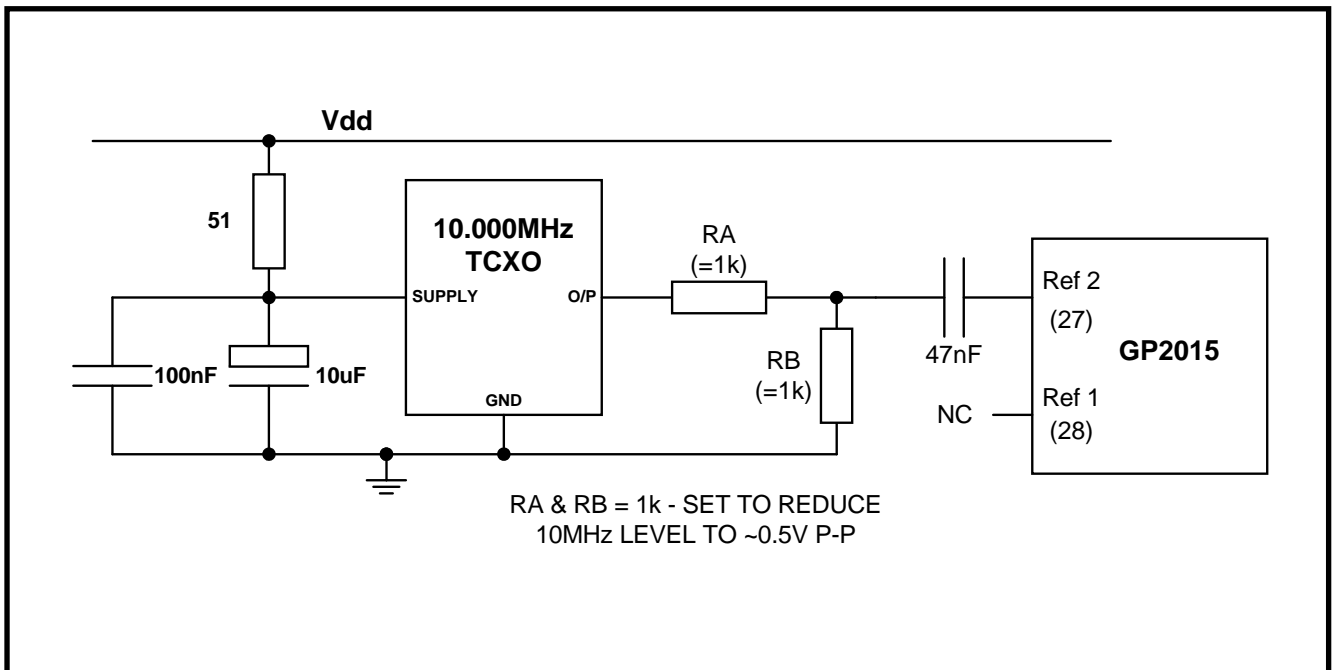 Vdd
51
10.000MHz
TCXO
SUPPLY
O/P
GND
100nF
10uF
RA
(=1k)
RB
(=1k)
47nF
Ref 2
(27)
GP2015
NC
Ref 1
(28)
RA & RB = 1k - SET TO REDUCE
10MHz LEVEL TO ~0.5V P-P